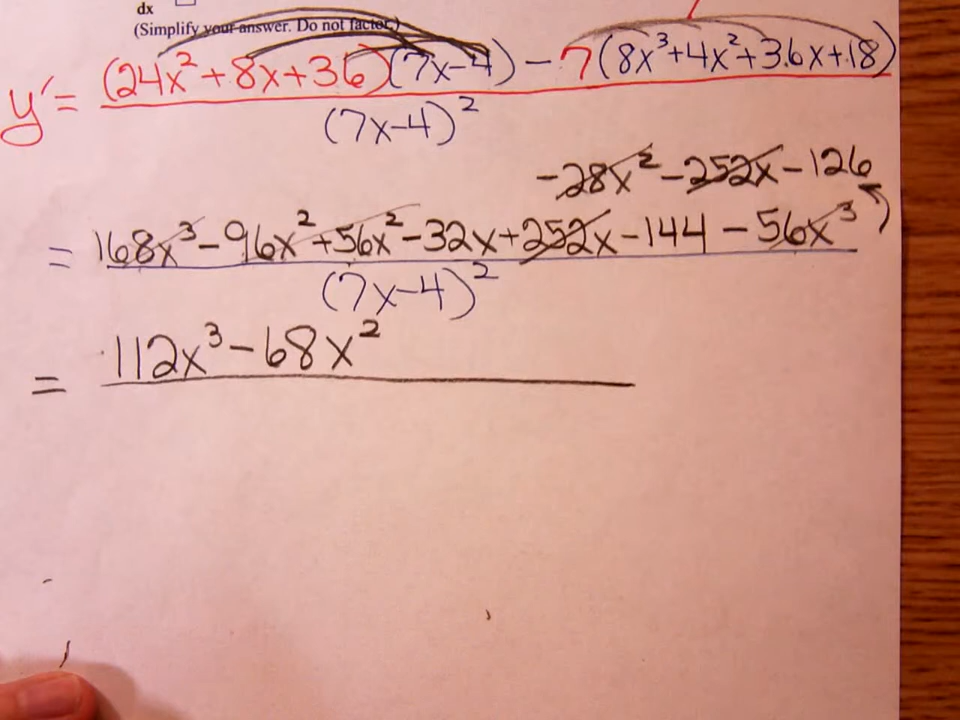 dx
(Simplify your answer. Do not factor.)
y' = (24x² + 8x + 36)(7x - 4) - 7(8x³ + 4x² + 36x + 18)
(7x - 4)²
-28x² - 252x - 126
= 168x³ - 96x² + 56x² - 32x + 252x - 144 - 56x³
(7x - 4)²
= 112x³ - 68x²